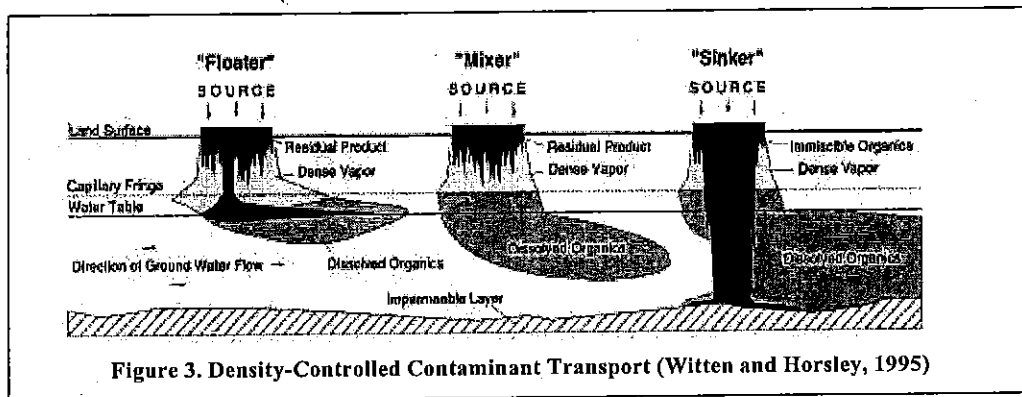 "Floater"
SOURCE
"Mixer"
SOURCE
"Sinker"
SOURCE
Land Surface
Residual Product
Residual Product
Immiscible Organics
Dense Vapor
Dense Vapor
Dense Vapor
Capillary Fringe
Water Table
Dissolved Organics
Direction of Ground Water Flow
Dissolved Organics
Dissolved Organics
Impermeable Layer
Figure 3. Density-Controlled Contaminant Transport (Witten and Horsley, 1995)